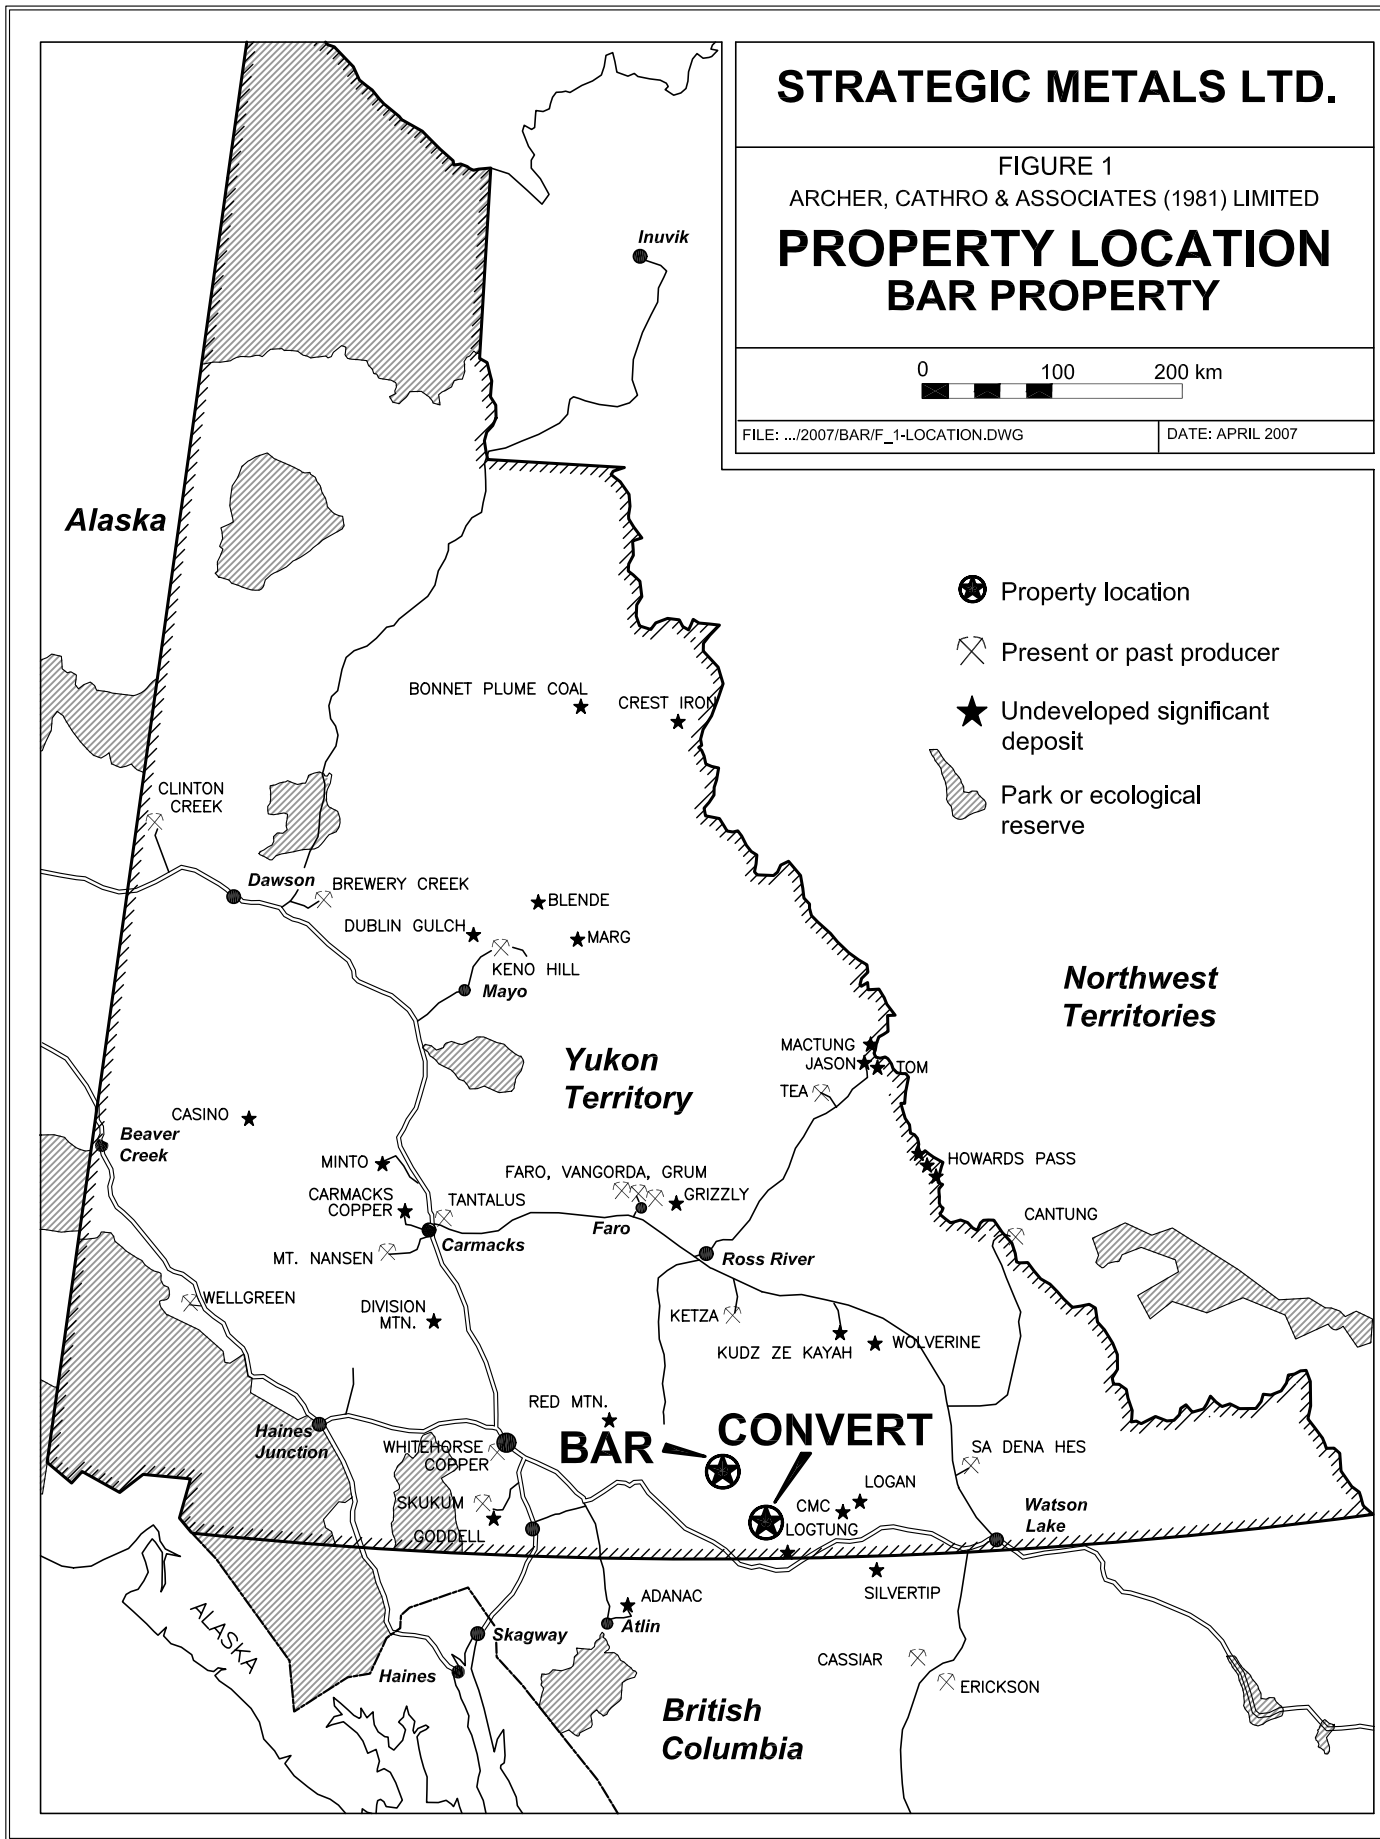 STRATEGIC METALS LTD.
FIGURE 1
ARCHER, CATHRO & ASSOCIATES (1981) LIMITED
PROPERTY LOCATION
BAR PROPERTY
0 100 200 km
FILE: .../2007/BAR/F_1-LOCATION.DWG
DATE: APRIL 2007
Inuvik
Alaska
Property location
Present or past producer
Undeveloped significant
deposit
Park or ecological
reserve
BONNET PLUME COAL
CREST IRON
CLINTON
CREEK
Dawson
BREWERY CREEK
BLENDE
DUBLIN GULCH
MARG
KENO HILL
Mayo
Northwest
Territories
Yukon
Territory
MACTUNG
JASON
TOM
TEA
CASINO
Beaver
Creek
MINTO
HOWARDS PASS
FARO, VANGORDA, GRUM
GRIZZLY
CARMACKS
COPPER
TANTALUS
Faro
CANTUNG
Carmacks
MT. NANSEN
Ross River
WELLGREEN
DIVISION
MTN.
KETZA
KUDZ ZE KAYAH
WOLVERINE
RED MTN.
Haines
Junction
WHITEHORSE
COPPER
BAR
CONVERT
SA DENA HES
LOGAN
SKUKUM
CMC
Watson
Lake
GODDELL
LOGTUNG
SILVERTIP
ADANAC
Atlin
ALASKA
Skagway
Haines
CASSIAR
ERICKSON
British
Columbia